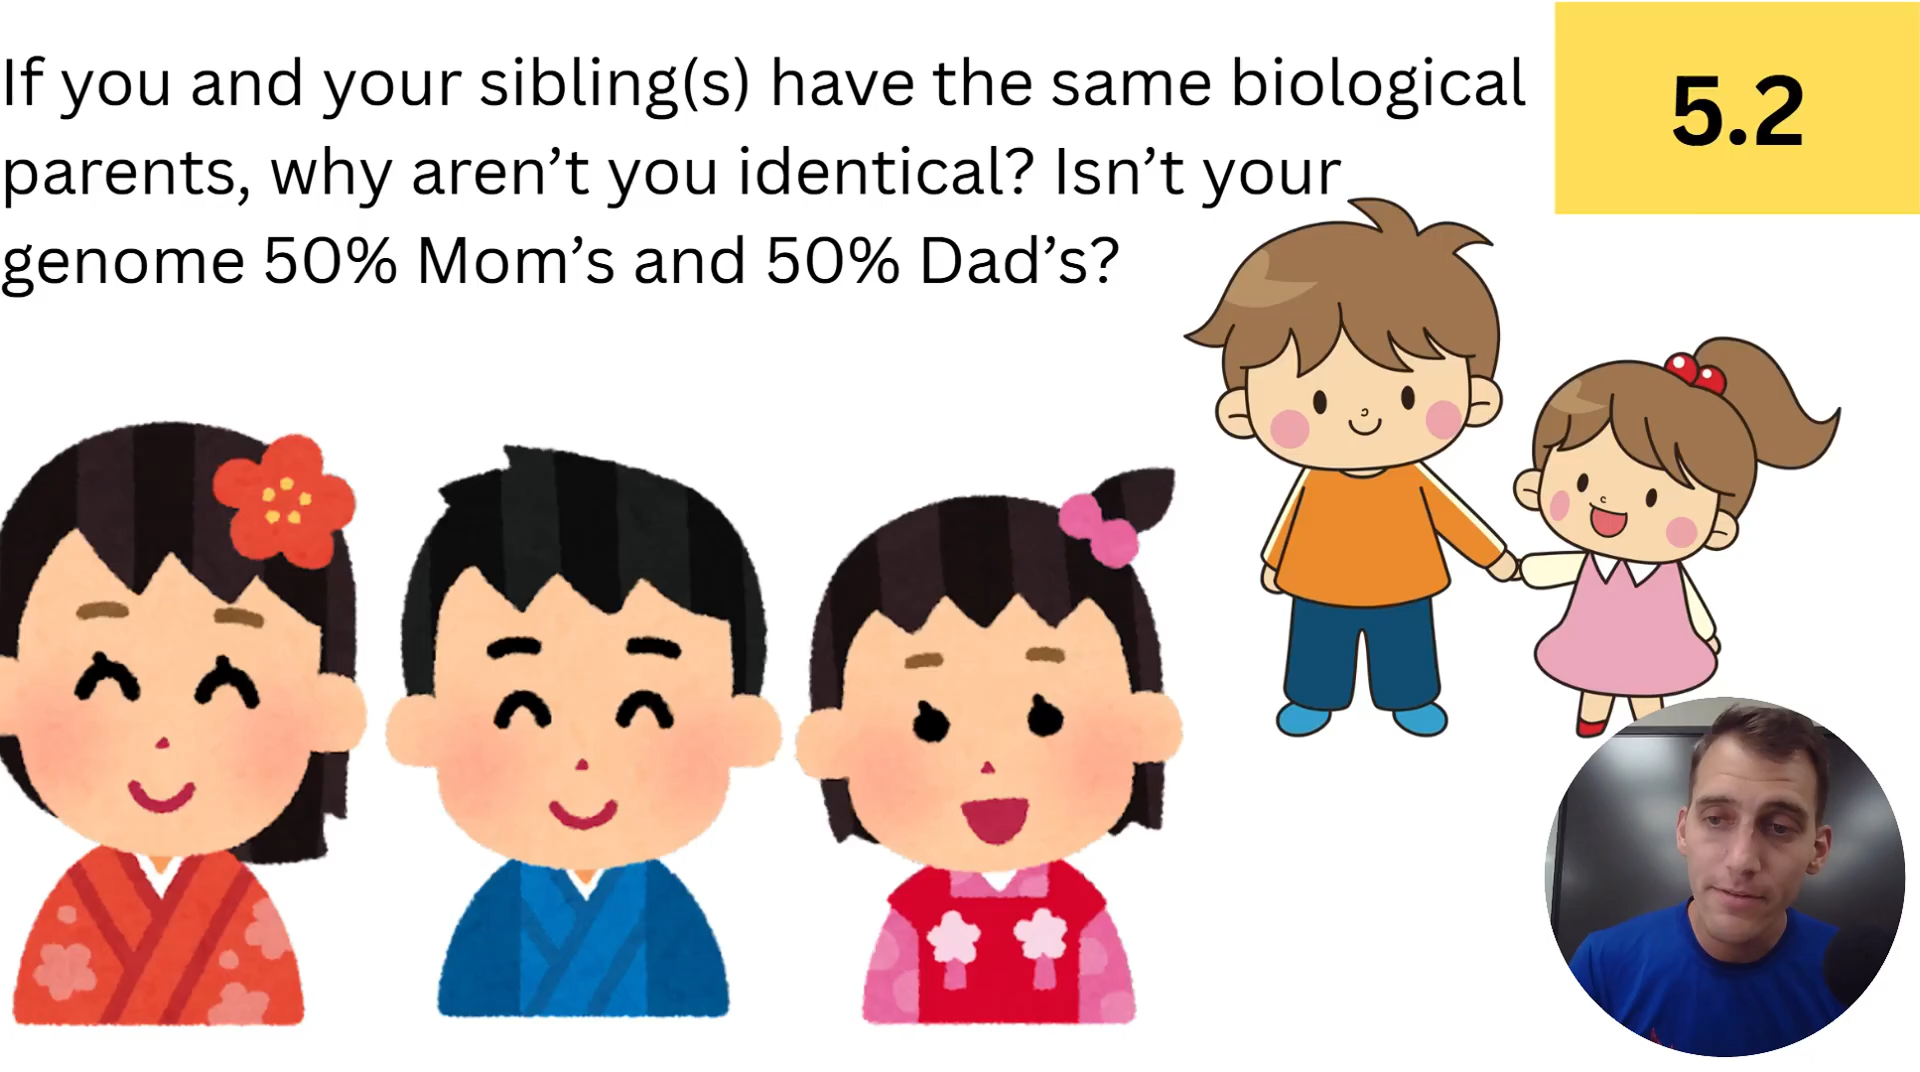 If you and your sibling(s) have the same biological
parents, why aren’t you identical? Isn’t your
genome 50% Mom’s and 50% Dad’s?
5.2